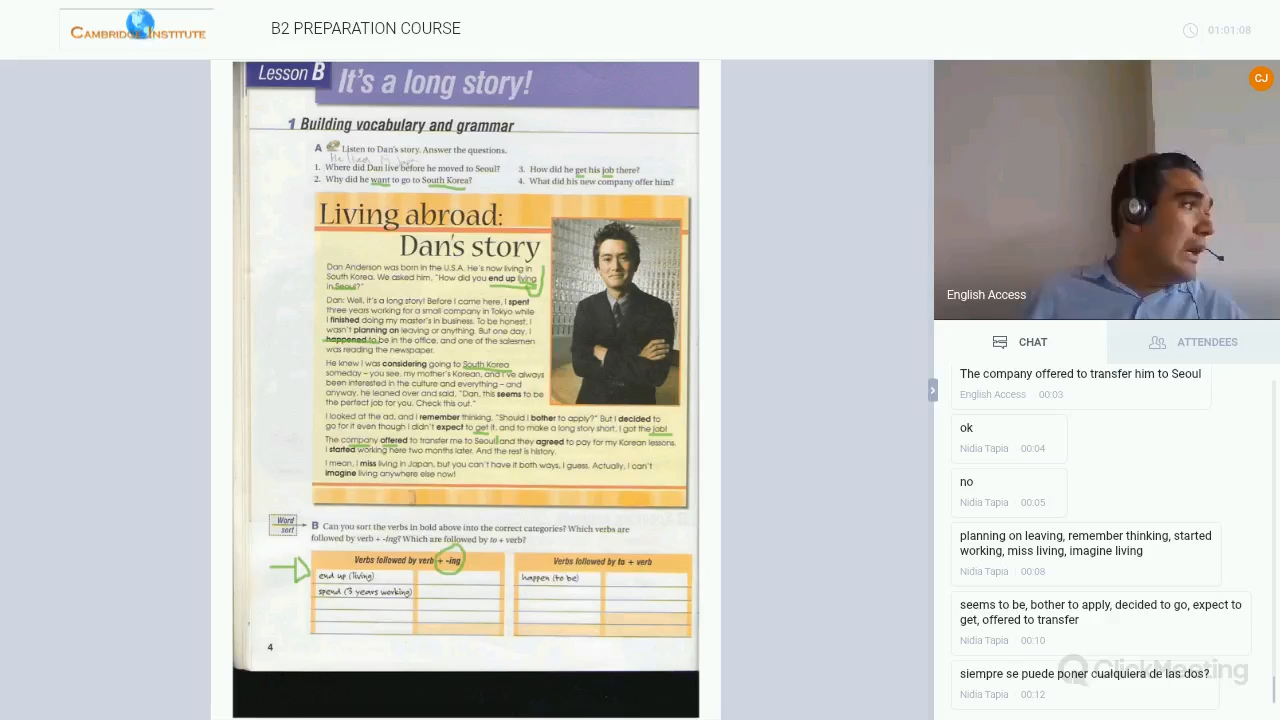 CAMBRIDGE INSTITUTE
B2 PREPARATION COURSE
01:01:08
Lesson B
It's a long story!
1 Building vocabulary and grammar
A Listen to Dan's story. Answer the questions.
1. Where did Dan live before he moved to Seoul?
2. Why did he want to go to South Korea?
3. How did he get his job there?
4. What did his new company offer him?
Living abroad:
Dan's story
Dan Anderson was born in the U.S.A. He's now living in
South Korea. We asked him, "How did you end up living
in Seoul?"
Dan: Well, it's a long story! Before I came here, I spent
three years working for a small company in Tokyo while
I finished doing my master's in business. To be honest, I
wasn't planning on leaving or anything. But one day, I
happened to be in the office, and one of the salesmen
was reading the newspaper.
He knew I was considering going to South Korea
someday – you see, my mother's Korean, and I've always
been interested in the culture and everything – and
anyway, he leaned over and said, "Dan, this seems to be
the perfect job for you. Check this out."
I looked at the ad, and I remember thinking, "Should I bother to apply?" But I decided to
go for it even though I didn't expect to get it, and to make a long story short, I got the job!
The company offered to transfer me to Seoul and they agreed to pay for my Korean lessons.
I started working here two months later. And the rest is history.
I mean, I miss living in Japan, but you can't have it both ways, I guess. Actually, I can't
imagine living anywhere else now!
Word
sort
B Can you sort the verbs in bold above into the correct categories? Which verbs are
followed by verb + -ing? Which are followed by to + verb?
Verbs followed by verb + -ing
end up (living)
spend (3 years working)
Verbs followed by to + verb
happen (to be)
4
CJ
English Access
CHAT
ATTENDEES
The company offered to transfer him to Seoul
English Access 00:03
ok
Nidia Tapia 00:04
no
Nidia Tapia 00:05
planning on leaving, remember thinking, started
working, miss living, imagine living
Nidia Tapia 00:08
seems to be, bother to apply, decided to go, expect to
get, offered to transfer
Nidia Tapia 00:10
siempre se puede poner cualquiera de las dos?
Nidia Tapia 00:12
ClickMeeting